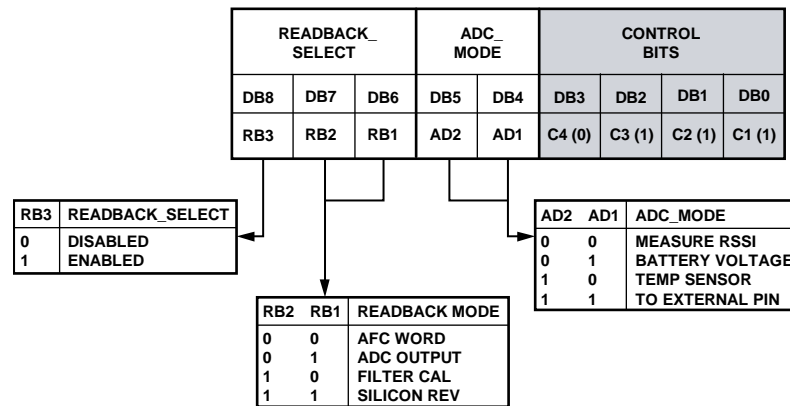 READBACK_ SELECT ADC_ MODE CONTROL BITS
DB8 DB7 DB6 DB5 DB4 DB3 DB2 DB1 DB0
RB3 RB2 RB1 AD2 AD1 C4 (0) C3 (1) C2 (1) C1 (1)
RB3 READBACK_SELECT
0 DISABLED
1 ENABLED
AD2 AD1 ADC_MODE
0 0 MEASURE RSSI
0 1 BATTERY VOLTAGE
1 0 TEMP SENSOR
1 1 TO EXTERNAL PIN
RB2 RB1 READBACK MODE
0 0 AFC WORD
0 1 ADC OUTPUT
1 0 FILTER CAL
1 1 SILICON REV